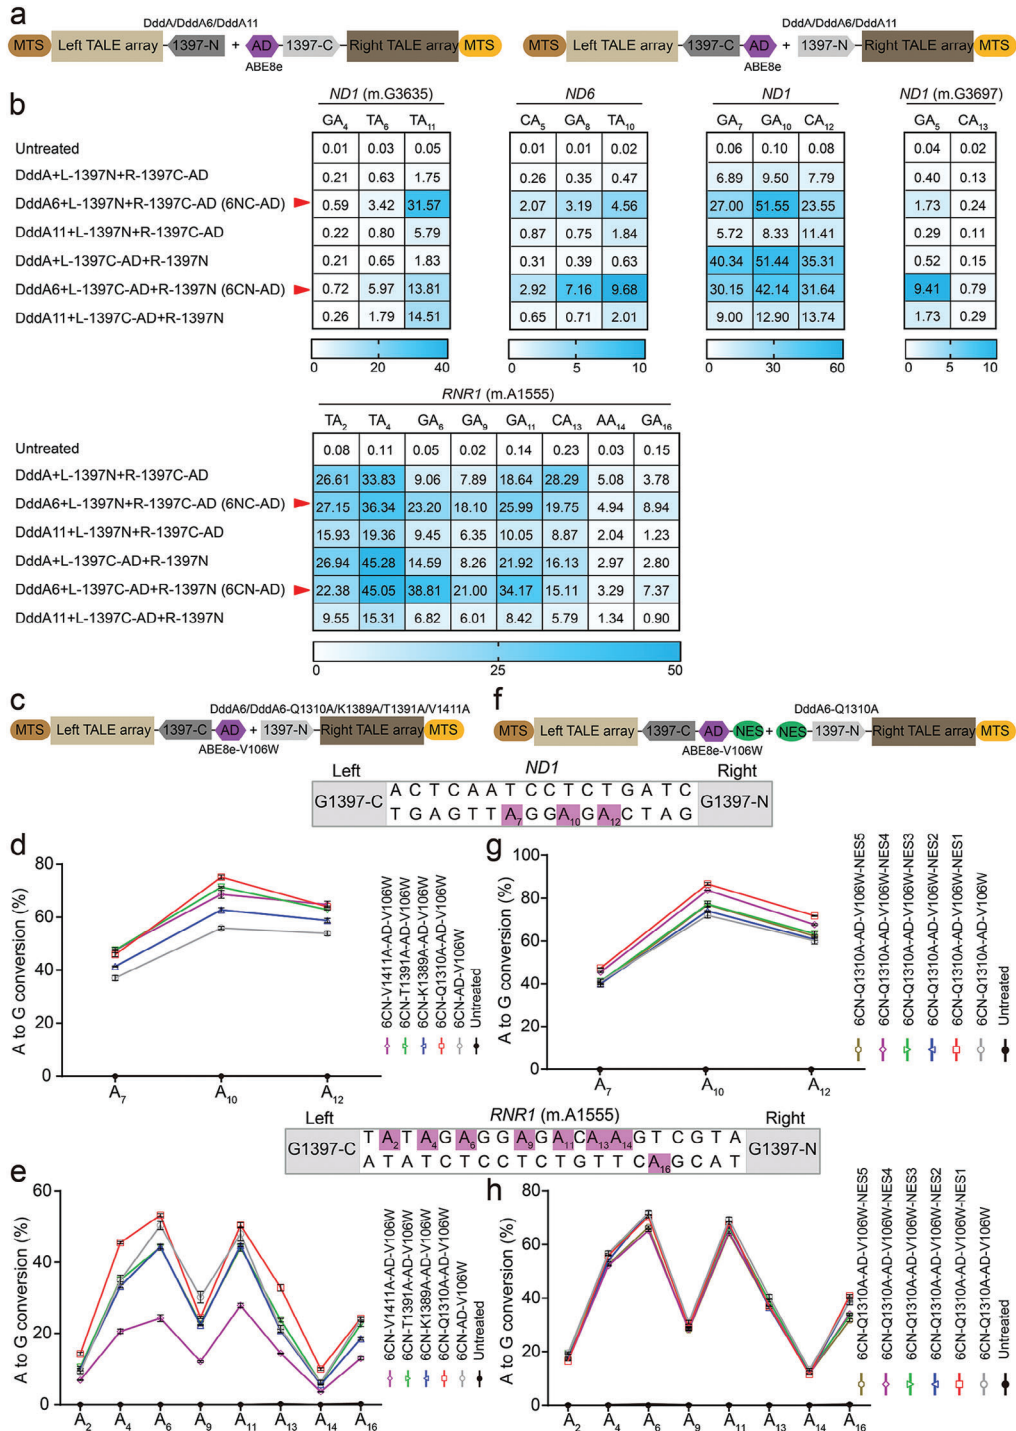 a
DddA/DddA6/DddA11
MTS Left TALE array 1397-N + AD 1397-C Right TALE array MTS
ABE8e
DddA/DddA6/DddA11
MTS Left TALE array 1397-C AD + 1397-N Right TALE array MTS
ABE8e
b
ND1 (m.G3635) ND6 ND1 ND1 (m.G3697)
GA4 TA6 TA11 CA5 GA8 TA10 GA7 GA10 CA12 GA5 CA13
Untreated 0.01 0.03 0.05 0.01 0.01 0.02 0.06 0.10 0.08 0.04 0.02
DddA+L-1397N+R-1397C-AD 0.21 0.63 1.75 0.26 0.35 0.47 6.89 9.50 7.79 0.40 0.13
DddA6+L-1397N+R-1397C-AD (6NC-AD) 0.59 3.42 31.57 2.07 3.19 4.56 27.00 51.55 23.55 1.73 0.24
DddA11+L-1397N+R-1397C-AD 0.22 0.80 5.79 0.87 0.75 1.84 5.72 8.33 11.41 0.29 0.11
DddA+L-1397C-AD+R-1397N 0.21 0.65 1.83 0.31 0.39 0.63 40.34 51.44 35.31 0.52 0.15
DddA6+L-1397C-AD+R-1397N (6CN-AD) 0.72 5.97 13.81 2.92 7.16 9.68 30.15 42.14 31.64 9.41 0.79
DddA11+L-1397C-AD+R-1397N 0.26 1.79 14.51 0.65 0.71 2.01 9.00 12.90 13.74 1.73 0.29
0 20 40 0 5 10 0 30 60 0 5 10
RNR1 (m.A1555)
TA2 TA4 GA6 GA9 GA11 CA13 AA14 GA16
Untreated 0.08 0.11 0.05 0.02 0.14 0.23 0.03 0.15
DddA+L-1397N+R-1397C-AD 26.61 33.83 9.06 7.89 18.64 28.29 5.08 3.78
DddA6+L-1397N+R-1397C-AD (6NC-AD) 27.15 36.34 23.20 18.10 25.99 19.75 4.94 8.94
DddA11+L-1397N+R-1397C-AD 15.93 19.36 9.45 6.35 10.05 8.87 2.04 1.23
DddA+L-1397C-AD+R-1397N 26.94 45.28 14.59 8.26 21.92 16.13 2.97 2.80
DddA6+L-1397C-AD+R-1397N (6CN-AD) 22.38 45.05 38.81 21.00 34.17 15.11 3.29 7.37
DddA11+L-1397C-AD+R-1397N 9.55 15.31 6.82 6.01 8.42 5.79 1.34 0.90
0 25 50
c
DddA6/DddA6-Q1310A/K1389A/T1391A/V1411A
MTS Left TALE array 1397-C AD + 1397-N Right TALE array MTS
ABE8e-V106W
f
DddA6-Q1310A
MTS Left TALE array 1397-C AD NES + NES 1397-N Right TALE array MTS
ABE8e-V106W
Left ND1 Right
G1397-C G1397-N
A C T C A A T C C T C T G A T C
T G A G T T A7 G G A10 G A12 C T A G
d
A to G conversion (%)
80
60
40
20
0
A7 A10 A12
6CN-V1411A-AD-V106W
6CN-T1391A-AD-V106W
6CN-K1389A-AD-V106W
6CN-Q1310A-AD-V106W
6CN-AD-V106W
Untreated
g
A to G conversion (%)
100
80
60
40
20
0
A7 A10 A12
6CN-Q1310A-AD-V106W-NES5
6CN-Q1310A-AD-V106W-NES4
6CN-Q1310A-AD-V106W-NES3
6CN-Q1310A-AD-V106W-NES2
6CN-Q1310A-AD-V106W-NES1
6CN-Q1310A-AD-V106W
Untreated
Left RNR1 (m.A1555) Right
G1397-C G1397-N
T A2 T A4 G A6 G G A9 G A11 C A13 A14 G T C G T A
A T A T C T C C T C T G T T C A16 G C A T
e
A to G conversion (%)
60
40
20
0
A2 A4 A6 A9 A11 A13 A14 A16
6CN-V1411A-AD-V106W
6CN-T1391A-AD-V106W
6CN-K1389A-AD-V106W
6CN-Q1310A-AD-V106W
6CN-AD-V106W
Untreated
h
A to G conversion (%)
80
60
40
20
0
A2 A4 A6 A9 A11 A13 A14 A16
6CN-Q1310A-AD-V106W-NES5
6CN-Q1310A-AD-V106W-NES4
6CN-Q1310A-AD-V106W-NES3
6CN-Q1310A-AD-V106W-NES2
6CN-Q1310A-AD-V106W-NES1
6CN-Q1310A-AD-V106W
Untreated